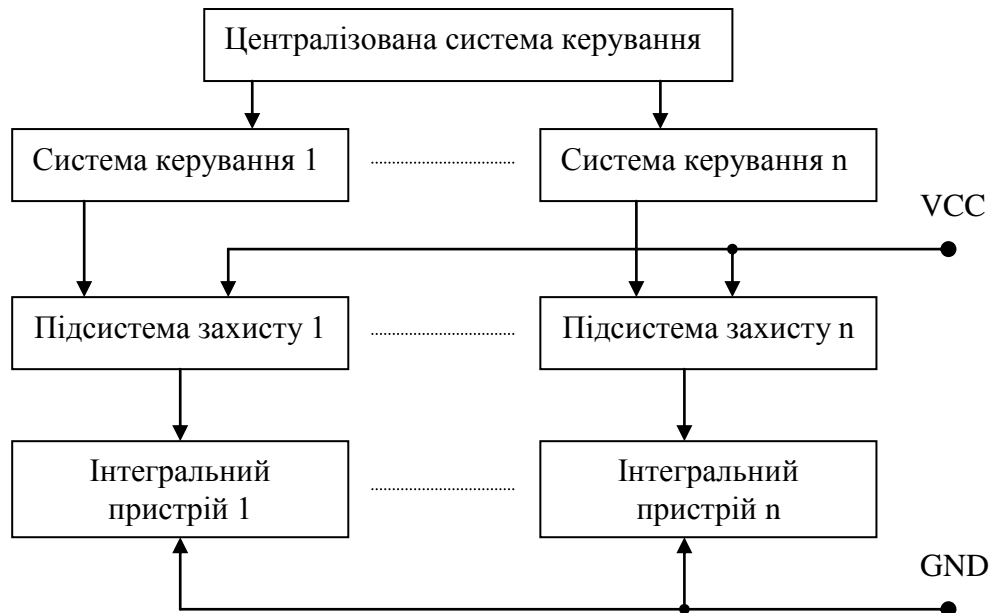 Централізована система керування
Система керування 1
Система керування n
VCC
Підсистема захисту 1
Підсистема захисту n
Інтегральний
пристрій 1
Інтегральний
пристрій n
GND